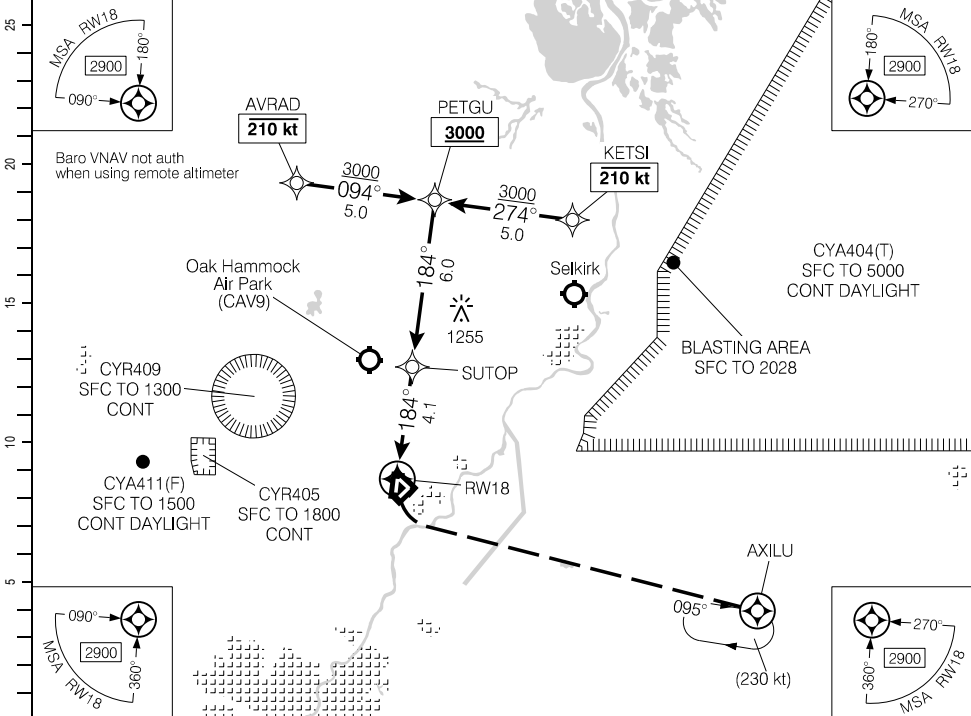 25
20
15
10
5
MSA RW18
2900
180°
090°
MSA RW18
2900
180°
270°
Baro VNAV not auth
when using remote altimeter
AVRAD
210 kt
PETGU
3000
KETSI
210 kt
3000
094°
5.0
3000
274°
5.0
184°
6.0
Oak Hammock
Air Park
(CAV9)
Selkirk
1255
CYA404(T)
SFC TO 5000
CONT DAYLIGHT
BLASTING AREA
SFC TO 2028
SUTOP
CYR409
SFC TO 1300
CONT
184°
4.1
RW18
CYA411(F)
SFC TO 1500
CONT DAYLIGHT
CYR405
SFC TO 1800
CONT
AXILU
095°
(230 kt)
090°
2900
360°
MSA RW18
270°
2900
360°
MSA RW18